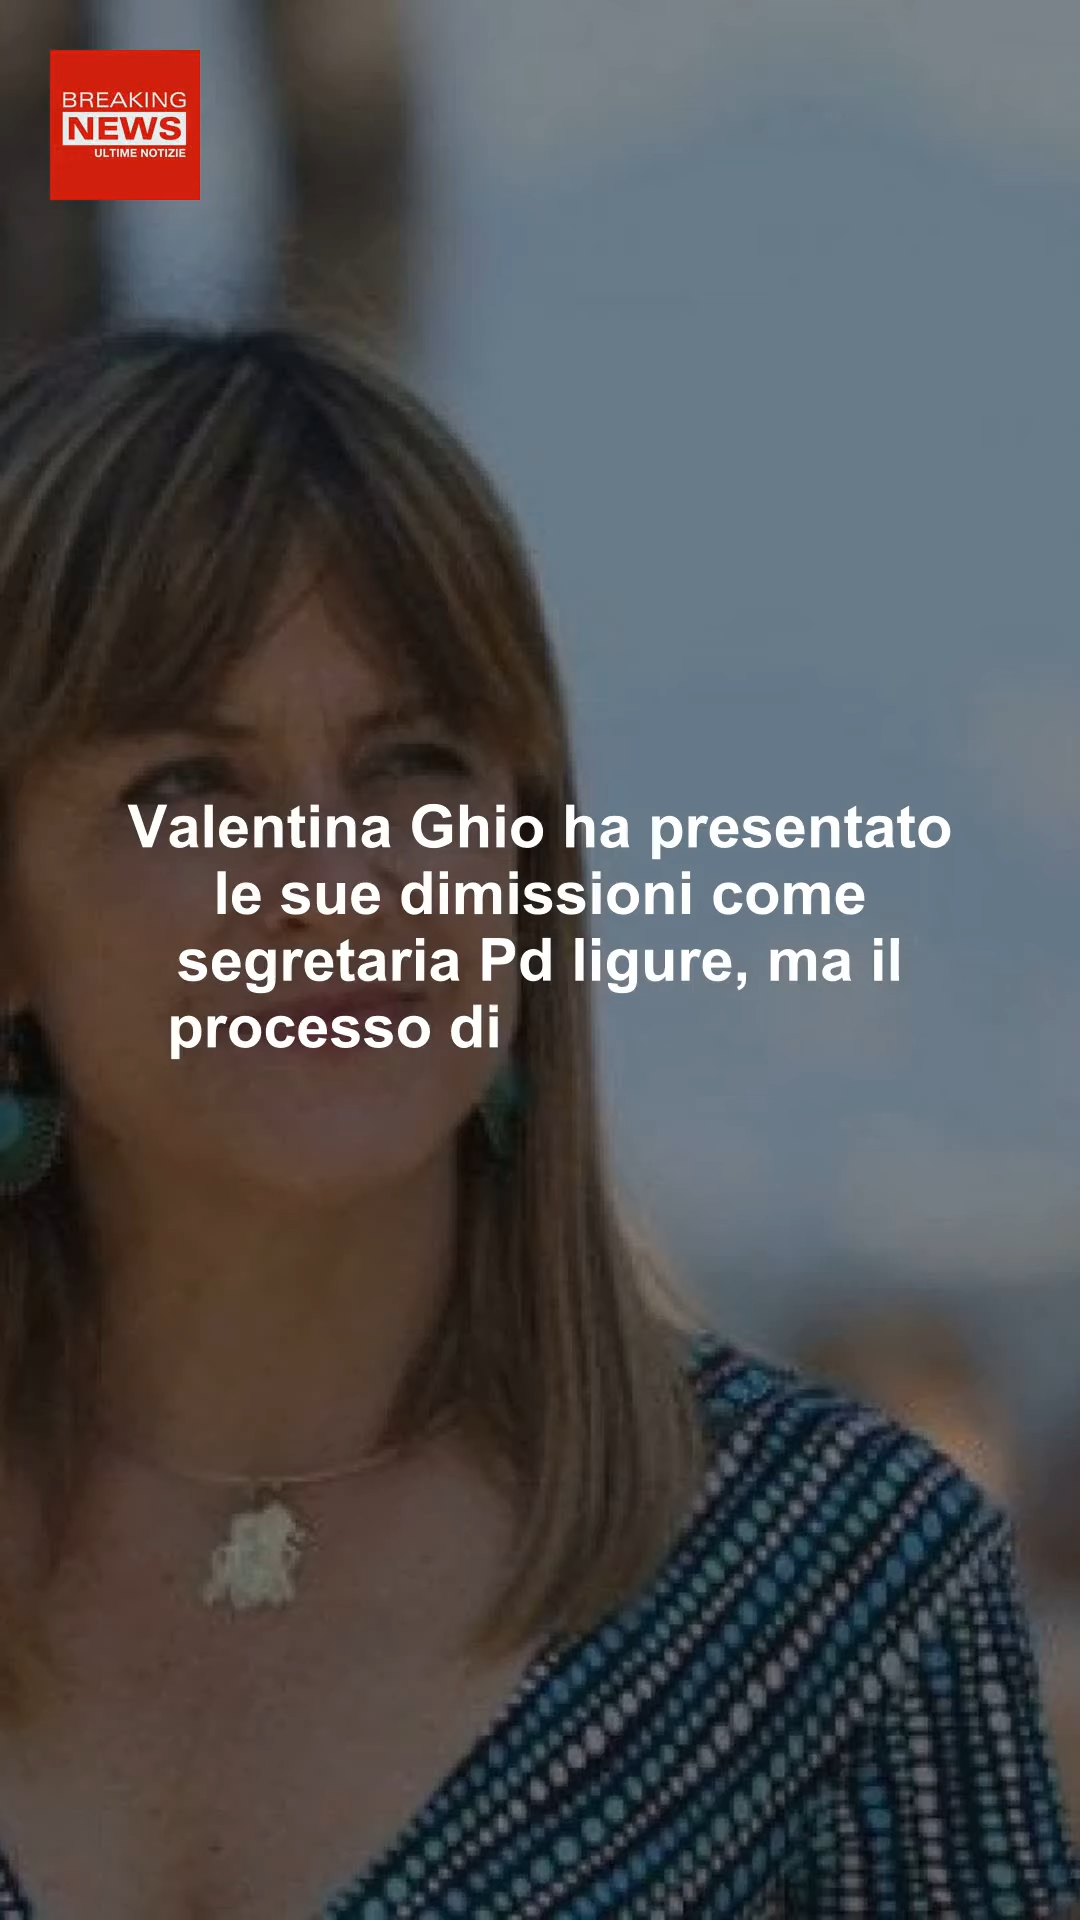 BREAKING
NEWS
ULTIME NOTIZIE
Valentina Ghio ha presentato
le sue dimissioni come
segretaria Pd ligure, ma il
processo di